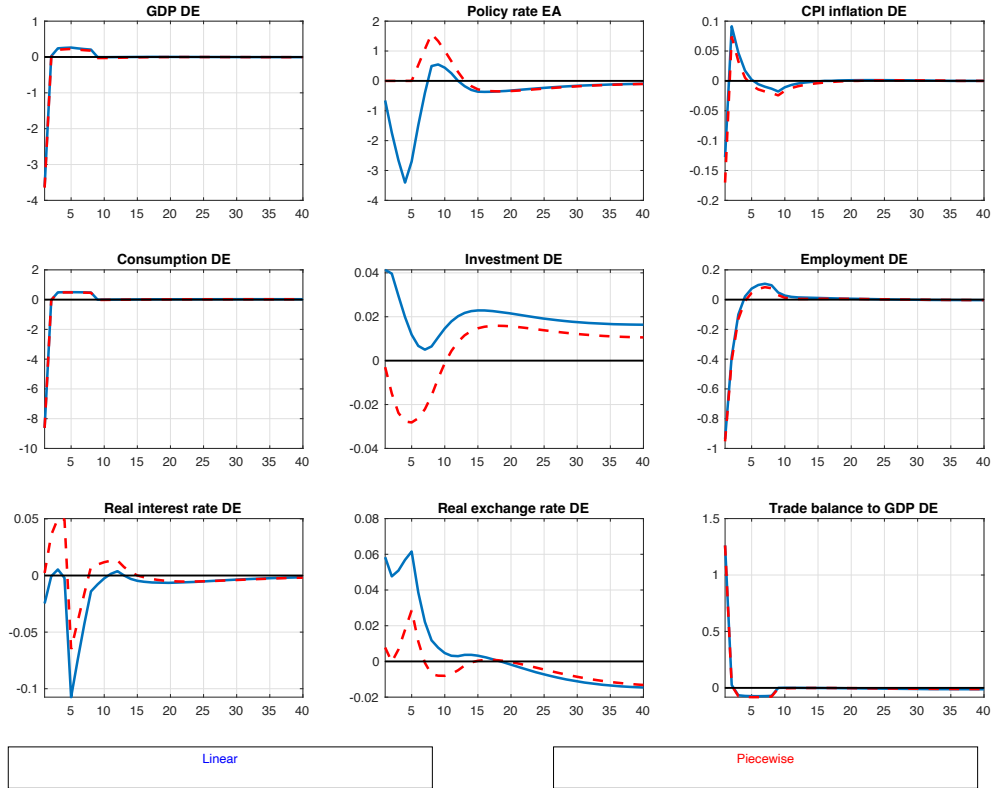 GDP DE
Policy rate EA
CPI inflation DE
1
0
-1
-2
-3
-4
5 10 15 20 25 30 35 40
2
1
0
-1
-2
-3
-4
5 10 15 20 25 30 35 40
0.1
0.05
0
-0.05
-0.1
-0.15
-0.2
5 10 15 20 25 30 35 40
Consumption DE
Investment DE
Employment DE
2
0
-2
-4
-6
-8
-10
5 10 15 20 25 30 35 40
0.04
0.02
0
-0.02
-0.04
5 10 15 20 25 30 35 40
0.2
0
-0.2
-0.4
-0.6
-0.8
-1
5 10 15 20 25 30 35 40
Real interest rate DE
Real exchange rate DE
Trade balance to GDP DE
0.05
0
-0.05
-0.1
5 10 15 20 25 30 35 40
0.08
0.06
0.04
0.02
0
-0.02
5 10 15 20 25 30 35 40
1.5
1
0.5
0
5 10 15 20 25 30 35 40
Linear
Piecewise